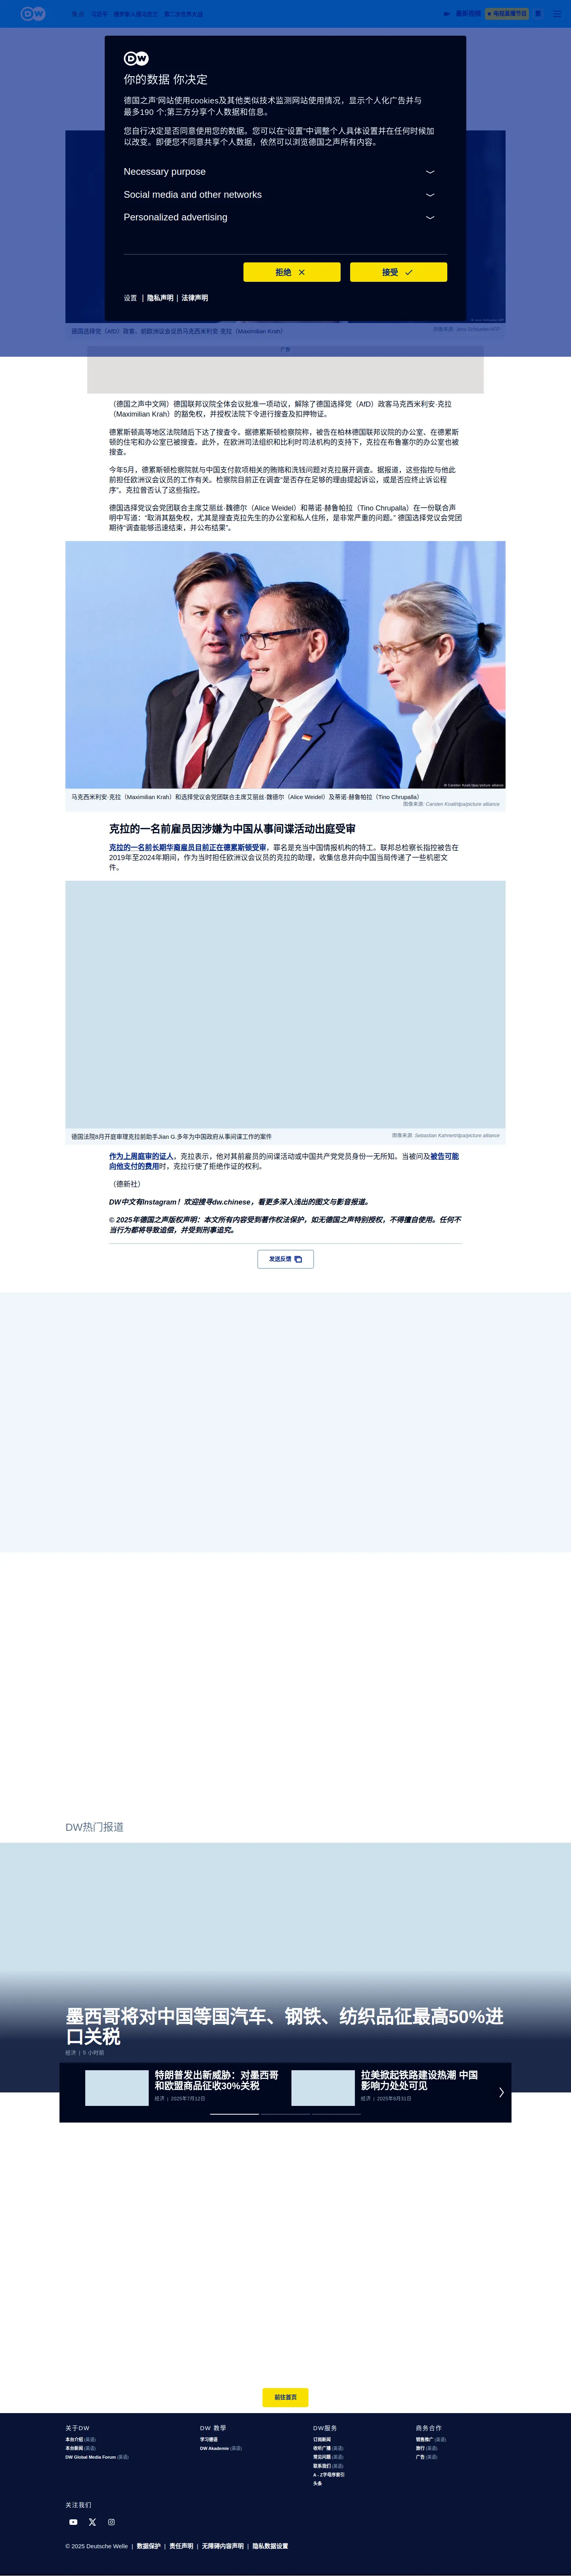 DW
热点
习近平
俄罗斯入侵乌克兰
第二次世界大战
最新视频
电视直播节目
DW
你的数据 你决定
德国之声网站使用cookies及其他类似技术监测网站使用情况，显示个人化广告并与
最多190 个;第三方分享个人数据和信息。
您自行决定是否同意使用您的数据。您可以在“设置”中调整个人具体设置并在任何时候加
以改变。即便您不同意共享个人数据，依然可以浏览德国之声所有内容。
Necessary purpose
Social media and other networks
Personalized advertising
拒绝
接受
设置 | 隐私声明 | 法律声明
德国选择党（AfD）政客、前欧洲议会议员马克西米利安·克拉（Maximilian Krah）
图像来源: Jens Schlueter/AFP
广告
（德国之声中文网）德国联邦议院全体会议批准一项动议，解除了德国选择党（AfD）政客马克西米利安·克拉
（Maximilian Krah）的豁免权，并授权法院下令进行搜查及扣押物证。
德累斯顿高等地区法院随后下达了搜查令。据德累斯顿检察院称，被告在柏林德国联邦议院的办公室、在德累斯
顿的住宅和办公室已被搜查。此外，在欧洲司法组织和比利时司法机构的支持下，克拉在布鲁塞尔的办公室也被
搜查。
今年5月，德累斯顿检察院就与中国支付款项相关的贿赂和洗钱问题对克拉展开调查。据报道，这些指控与他此
前担任欧洲议会议员的工作有关。检察院目前正在调查“是否存在足够的理由提起诉讼，或是否应终止诉讼程
序”。克拉曾否认了这些指控。
德国选择党议会党团联合主席艾丽丝·魏德尔（Alice Weidel）和蒂诺·赫鲁帕拉（Tino Chrupalla）在一份联合声
明中写道：“取消其豁免权，尤其是搜查克拉先生的办公室和私人住所，是非常严重的问题。” 德国选择党议会党团
期待“调查能够迅速结束，并公布结果”。
© Carsten Koall/dpa/picture alliance
马克西米利安·克拉（Maximilian Krah）和选择党议会党团联合主席艾丽丝·魏德尔（Alice Weidel）及蒂诺·赫鲁帕拉（Tino Chrupalla）
图像来源: Carsten Koall/dpa/picture alliance
克拉的一名前雇员因涉嫌为中国从事间谍活动出庭受审
克拉的一名前长期华裔雇员目前正在德累斯顿受审，罪名是充当中国情报机构的特工。联邦总检察长指控被告在
2019年至2024年期间，作为当时担任欧洲议会议员的克拉的助理，收集信息并向中国当局传递了一些机密文
件。
德国法院8月开庭审理克拉前助手Jian G.多年为中国政府从事间谍工作的案件
图像来源: Sebastian Kahnert/dpa/picture alliance
作为上周庭审的证人，克拉表示，他对其前雇员的间谍活动或中国共产党党员身份一无所知。当被问及被告可能
向他支付的费用时，克拉行使了拒绝作证的权利。
（德新社）
DW中文有Instagram！欢迎搜寻dw.chinese，看更多深入浅出的图文与影音报道。
© 2025年德国之声版权声明：本文所有内容受到著作权法保护，如无德国之声特别授权，不得擅自使用。任何不
当行为都将导致追偿，并受到刑事追究。
发送反馈
DW热门报道
墨西哥将对中国等国汽车、钢铁、纺织品征最高50%进
口关税
经济 | 5 小时前
特朗普发出新威胁：对墨西哥
和欧盟商品征收30%关税
经济 | 2025年7月12日
拉美掀起铁路建设热潮 中国
影响力处处可见
经济 | 2025年8月31日
前往首页
关于DW
本台介绍 (英语)
本台新闻 (英语)
DW Global Media Forum (英语)
DW 教學
学习德语
DW Akademie (英语)
DW服务
订阅新闻
收听广播 (英语)
常见问题 (英语)
联系我们 (英语)
A - Z字母序索引
头条
商务合作
销售推广 (英语)
旅行 (英语)
广告 (英语)
关注我们
© 2025 Deutsche Welle | 数据保护 | 责任声明 | 无障碍内容声明 | 隐私数据设置